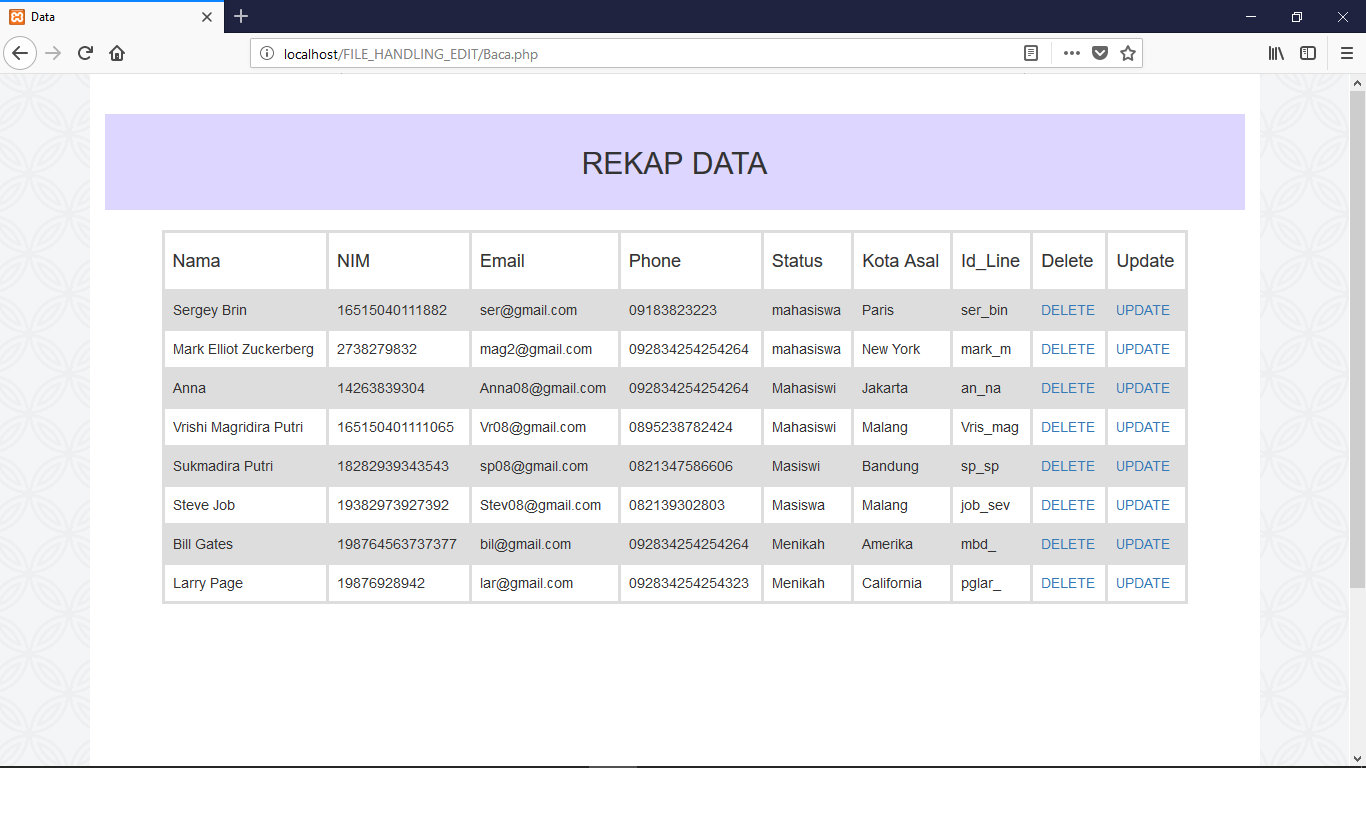 Data
localhost/FILE_HANDLING_EDIT/Baca.php
REKAP DATA
Nama NIM Email Phone Status Kota Asal Id_Line Delete Update
Sergey Brin 16515040111882 ser@gmail.com 09183823223 mahasiswa Paris ser_bin DELETE UPDATE
Mark Elliot Zuckerberg 2738279832 mag2@gmail.com 092834254254264 mahasiswa New York mark_m DELETE UPDATE
Anna 14263839304 Anna08@gmail.com 092834254254264 Mahasiswi Jakarta an_na DELETE UPDATE
Vrishi Magridira Putri 165150401111065 Vr08@gmail.com 0895238782424 Mahasiswi Malang Vris_mag DELETE UPDATE
Sukmadira Putri 18282939343543 sp08@gmail.com 0821347586606 Masiswi Bandung sp_sp DELETE UPDATE
Steve Job 19382973927392 Stev08@gmail.com 082139302803 Masiswa Malang job_sev DELETE UPDATE
Bill Gates 198764563737377 bil@gmail.com 092834254254264 Menikah Amerika mbd_ DELETE UPDATE
Larry Page 19876928942 lar@gmail.com 092834254254323 Menikah California pglar_ DELETE UPDATE